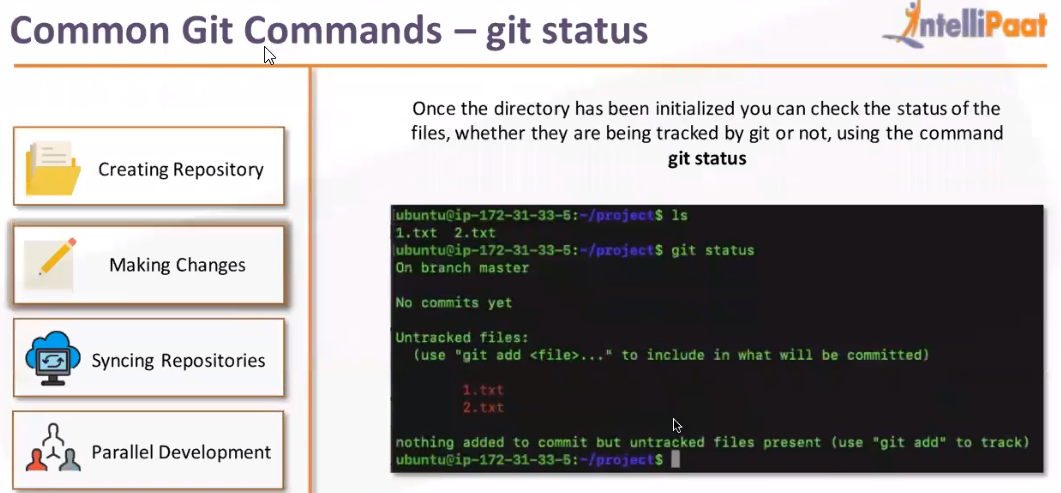 Common Git Commands – git status
IntelliPaat
Creating Repository
Making Changes
Syncing Repositories
Parallel Development
Once the directory has been initialized you can check the status of the
files, whether they are being tracked by git or not, using the command
git status
ubuntu@ip-172-31-33-5:~/project$ ls
1.txt  2.txt
ubuntu@ip-172-31-33-5:~/project$ git status
On branch master
No commits yet
Untracked files:
  (use "git add <file>..." to include in what will be committed)
        1.txt
        2.txt
nothing added to commit but untracked files present (use "git add" to track)
ubuntu@ip-172-31-33-5:~/project$